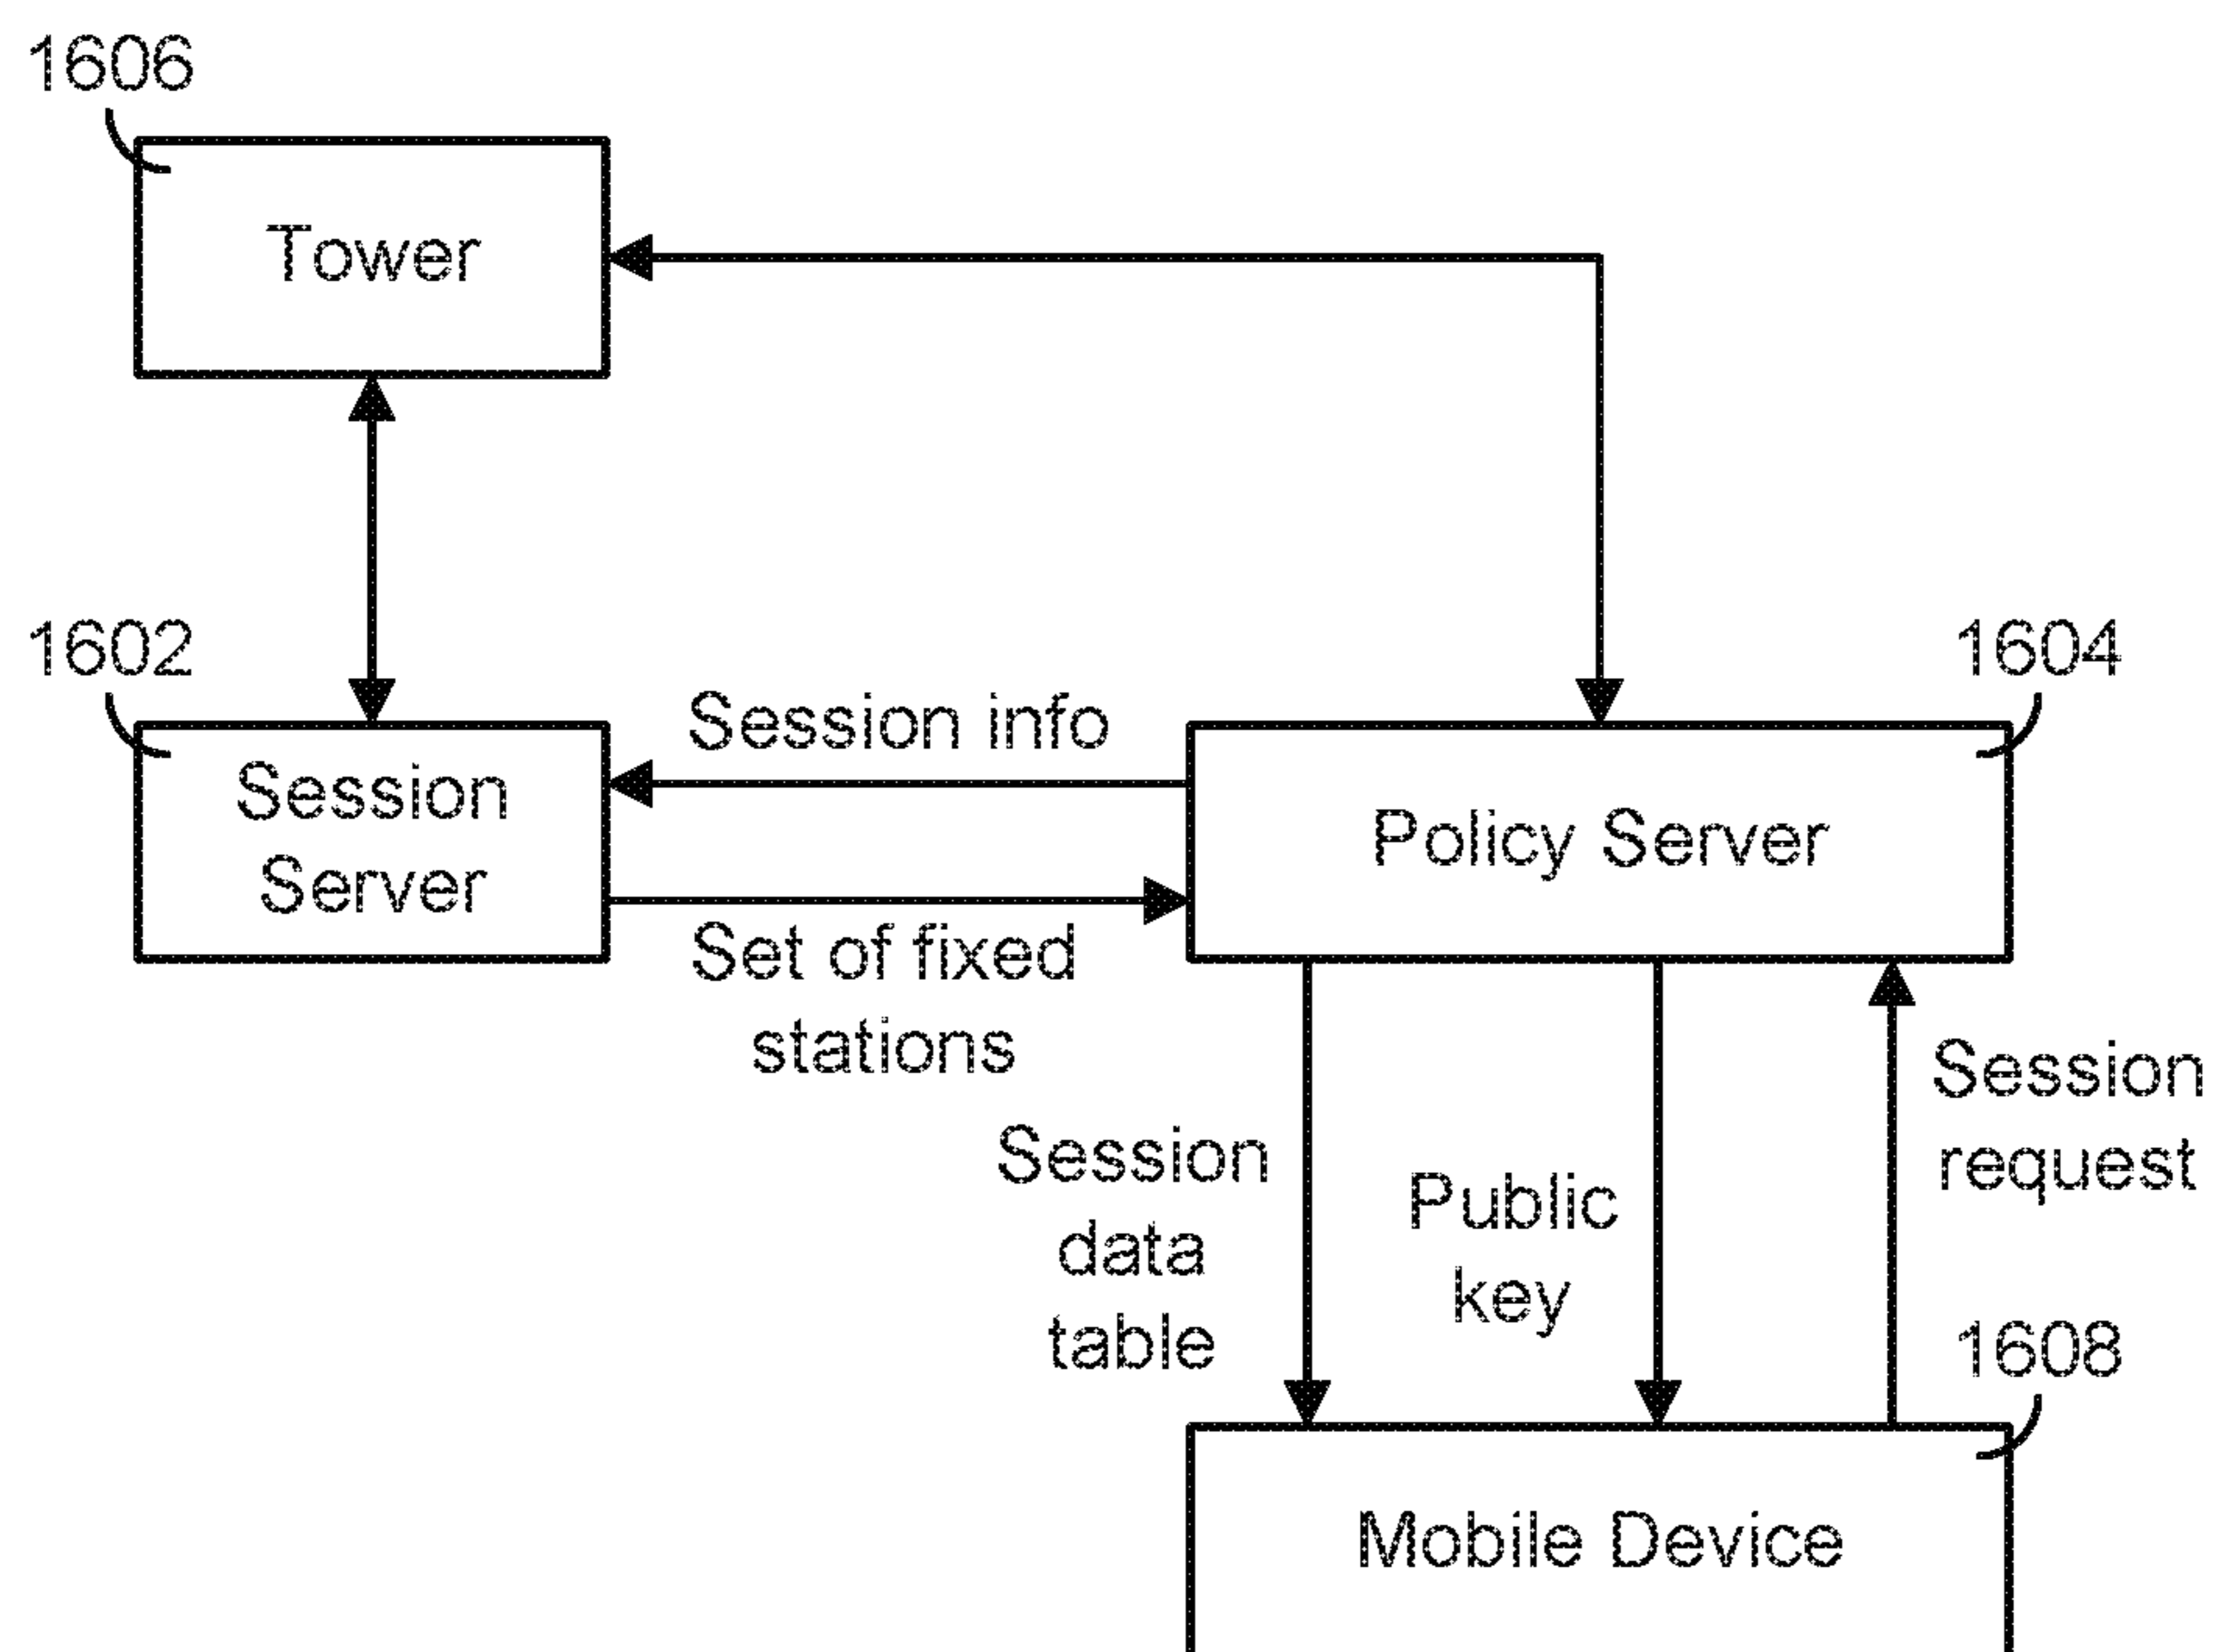 1606
Tower
1602
1604
Session info
Session
Server
Policy Server
Set of fixed
stations
Session
request
Session
data
table
Public
key
1608
Mobile Device